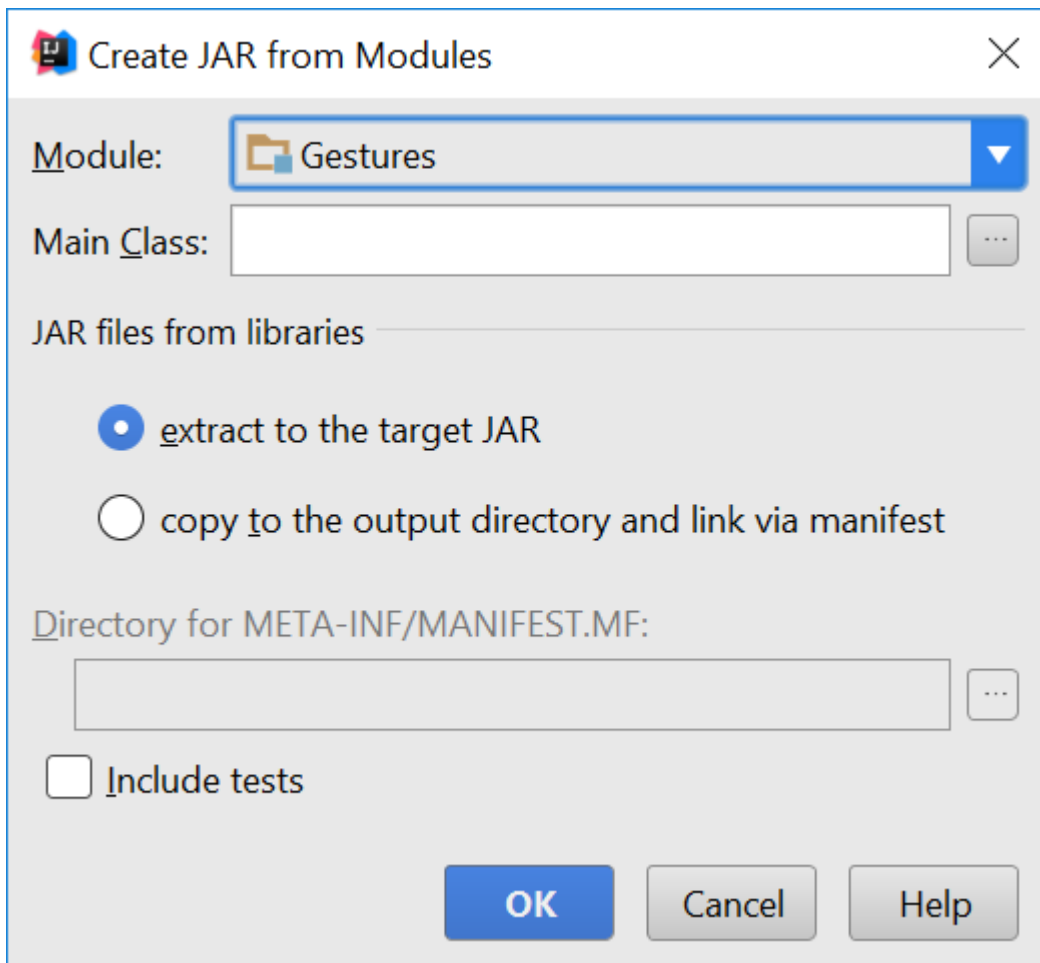 IJ
Create JAR from Modules
Module: Gestures
Main Class: ...
JAR files from libraries
extract to the target JAR
copy to the output directory and link via manifest
Directory for META-INF/MANIFEST.MF:
...
Include tests
OK Cancel Help